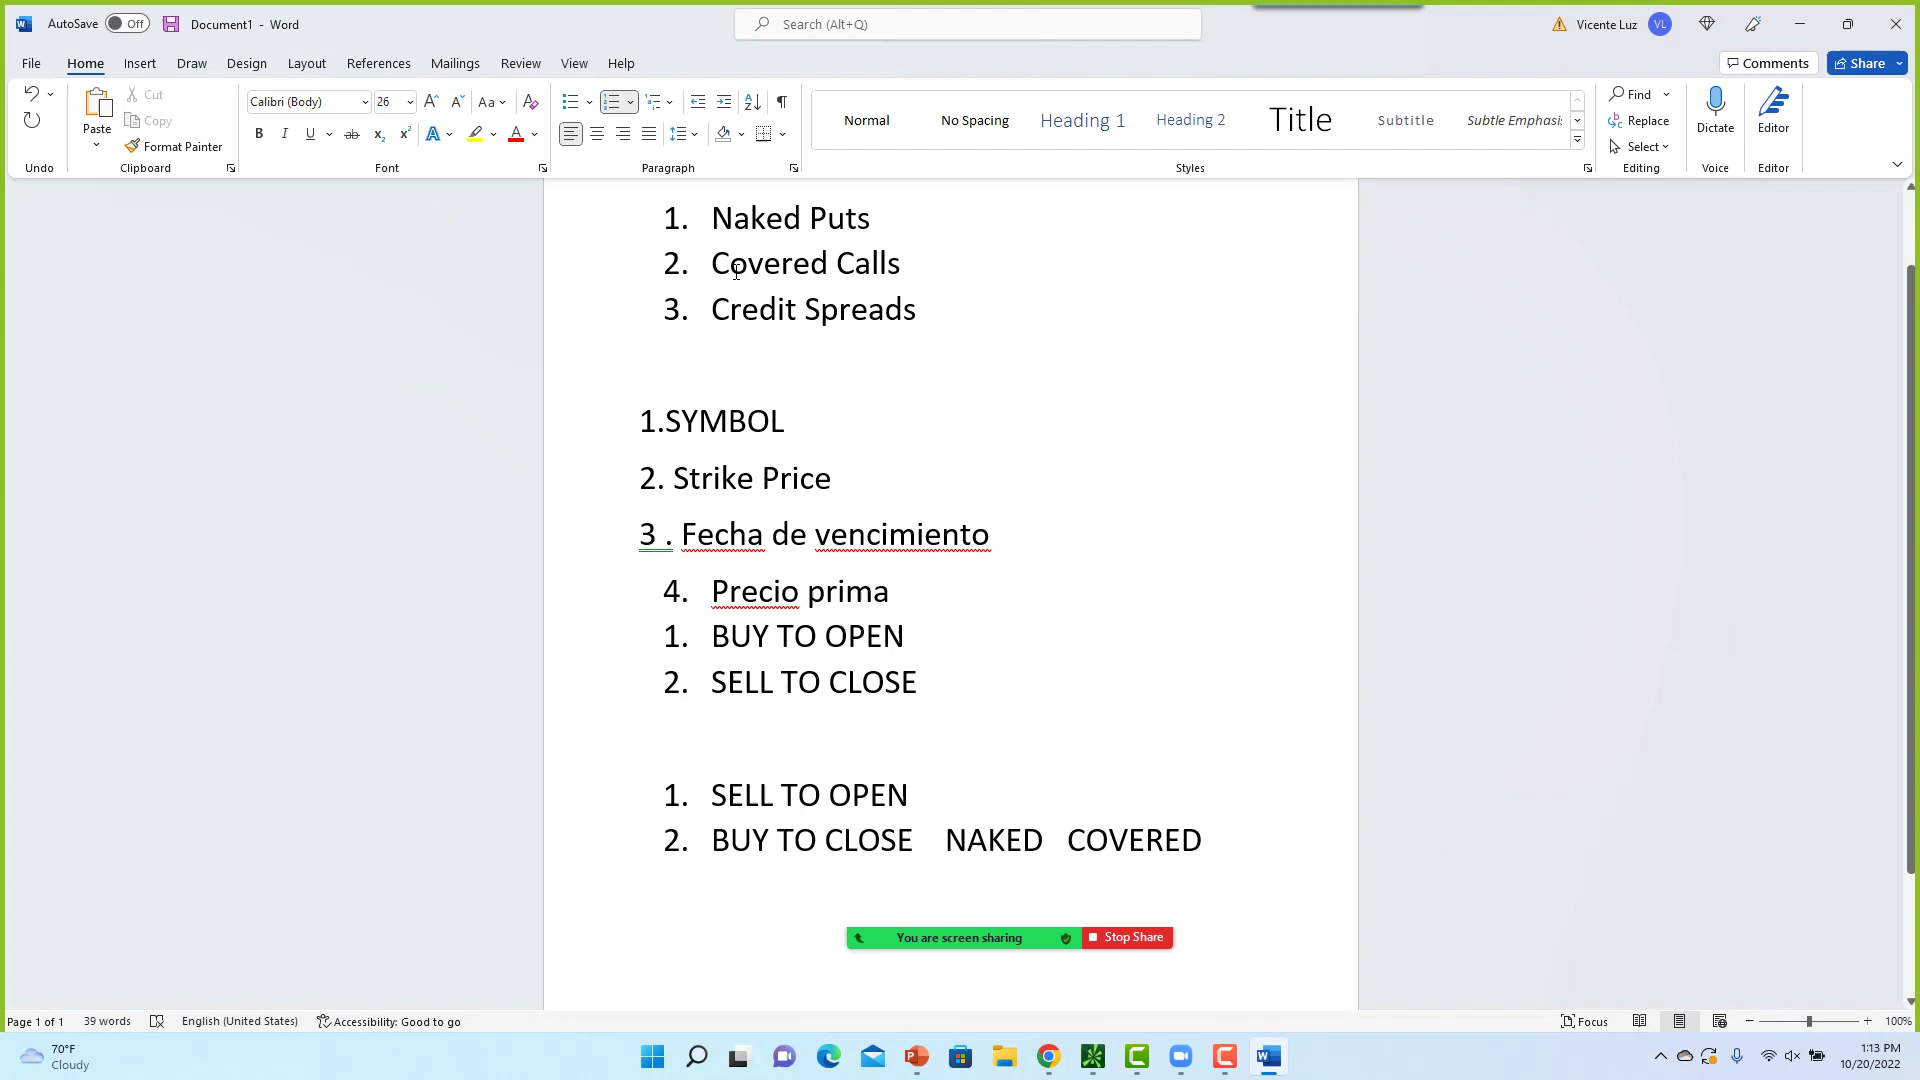 AutoSave Off Document1 - Word Search (Alt+Q) Vicente Luz VL
File Home Insert Draw Design Layout References Mailings Review View Help Comments Share
Paste Cut Copy Format Painter
Calibri (Body) 26
Normal No Spacing Heading 1 Heading 2 Title Subtitle Subtle Emphasis
Find Replace Select Dictate Editor
Undo Clipboard Font Paragraph Styles Editing Voice Editor
1. Naked Puts
2. Covered Calls
3. Credit Spreads
1.SYMBOL
2. Strike Price
3 . Fecha de vencimiento
4. Precio prima
1. BUY TO OPEN
2. SELL TO CLOSE
1. SELL TO OPEN
2. BUY TO CLOSE NAKED COVERED
You are screen sharing Stop Share
Page 1 of 1 39 words English (United States) Accessibility: Good to go Focus 100%
70°F
Cloudy
1:13 PM
10/20/2022